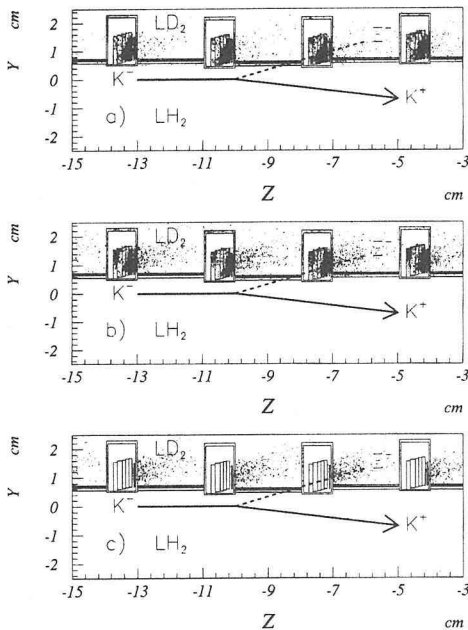 cm
Y
2
1
0
-1
-2
LD2
Ξ-
K-
K+
a) LH2
-15 -13 -11 -9 -7 -5 -3
Z cm
cm
Y
2
1
0
-1
-2
LD2
Ξ-
K-
K+
b) LH2
-15 -13 -11 -9 -7 -5 -3
Z cm
cm
Y
2
1
0
-1
-2
LD2
Ξ-
K-
K+
c) LH2
-15 -13 -11 -9 -7 -5 -3
Z cm